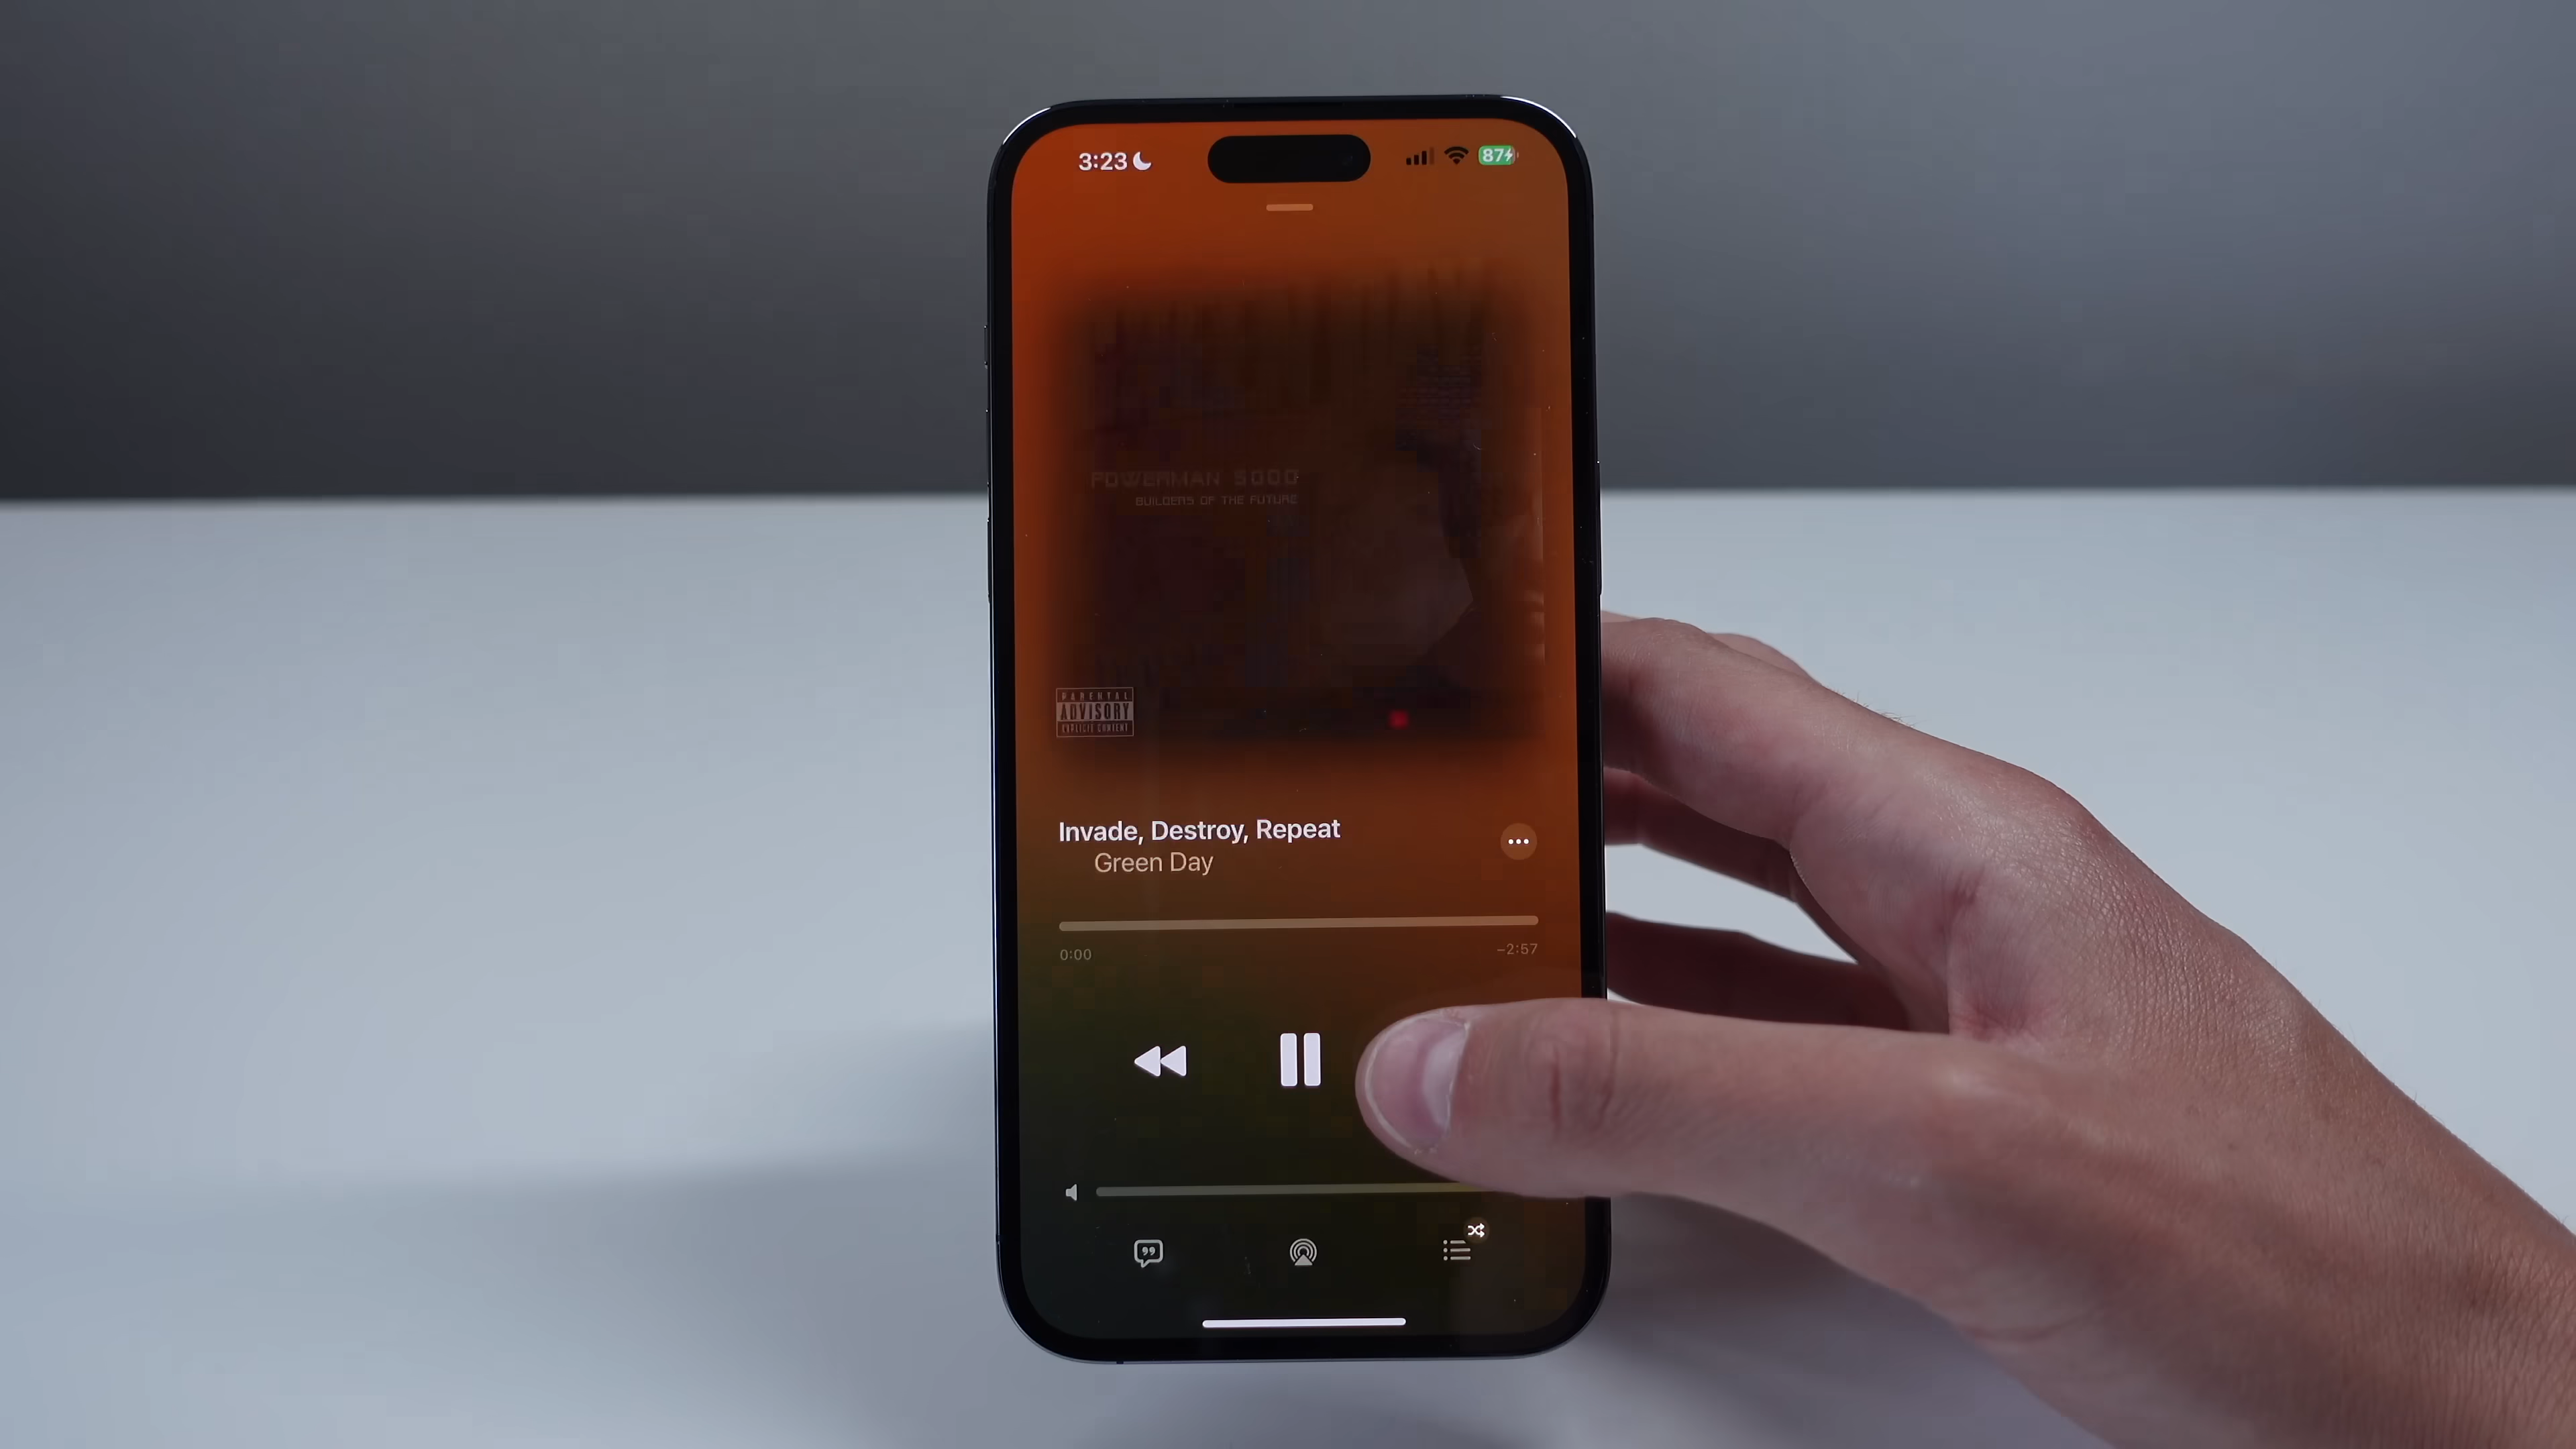 3:23
87
POWERMAN 5000
BUILDERS OF THE FUTURE
PARENTAL
ADVISORY
EXPLICIT CONTENT
Invade, Destroy, Repeat
Green Day
0:00
-2:57